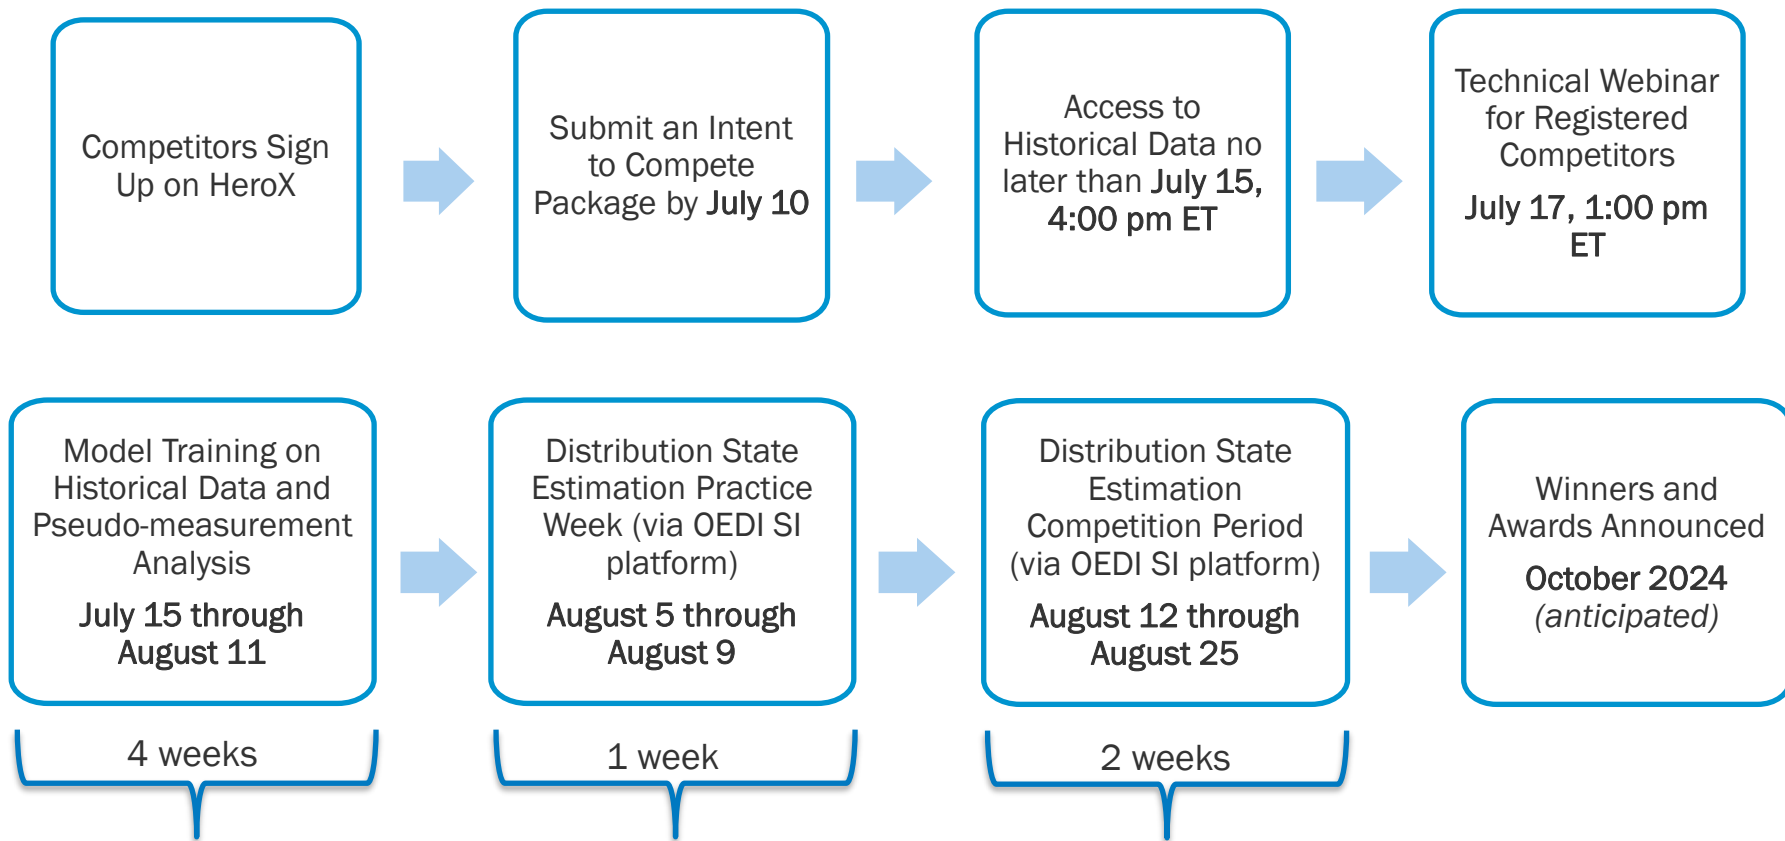 Competitors Sign
Up on HeroX
Submit an Intent
to Compete
Package by July 10
Access to
Historical Data no
later than July 15,
4:00 pm ET
Technical Webinar
for Registered
Competitors
July 17, 1:00 pm
ET
Model Training on
Historical Data and
Pseudo-measurement
Analysis
July 15 through
August 11
Distribution State
Estimation Practice
Week (via OEDI SI
platform)
August 5 through
August 9
Distribution State
Estimation
Competition Period
(via OEDI SI platform)
August 12 through
August 25
Winners and
Awards Announced
October 2024
(anticipated)
4 weeks
1 week
2 weeks